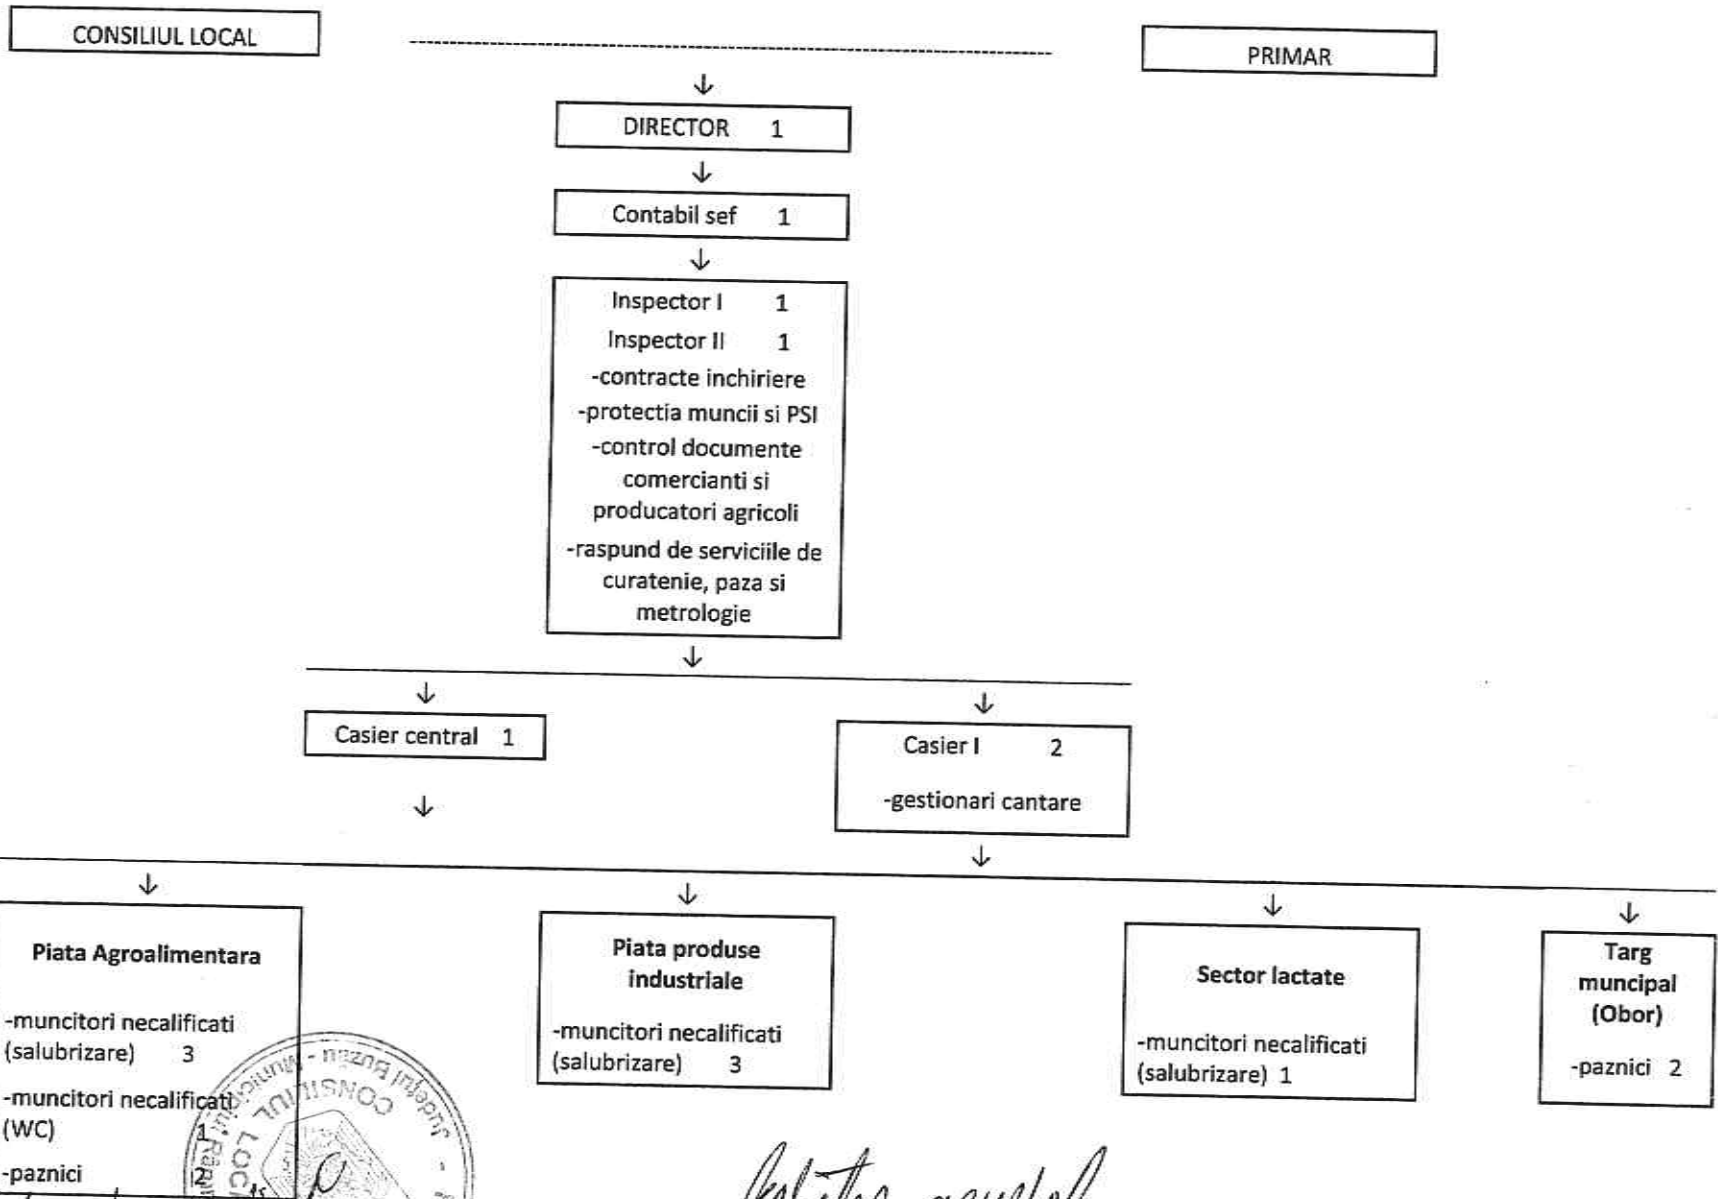 CONSILIUL LOCAL
PRIMAR
DIRECTOR 1
Contabil sef 1
Inspector I 1
Inspector II 1
-contracte inchiriere
-protectia muncii si PSI
-control documente
comercianti si
producatori agricoli
-raspund de serviciile de
curatenie, paza si
metrologie
Casier central 1
Casier I 2
-gestionari cantare
Piata Agroalimentara
-muncitori necalificati
(salubrizare) 3
-muncitori necalificati
(WC) 1
-paznici 2
Piata produse
industriale
-muncitori necalificati
(salubrizare) 3
Sector lactate
-muncitori necalificati
(salubrizare) 1
Targ
muncipal
(Obor)
-paznici 2
Județul Buzău - Municipiul
CONSILIUL